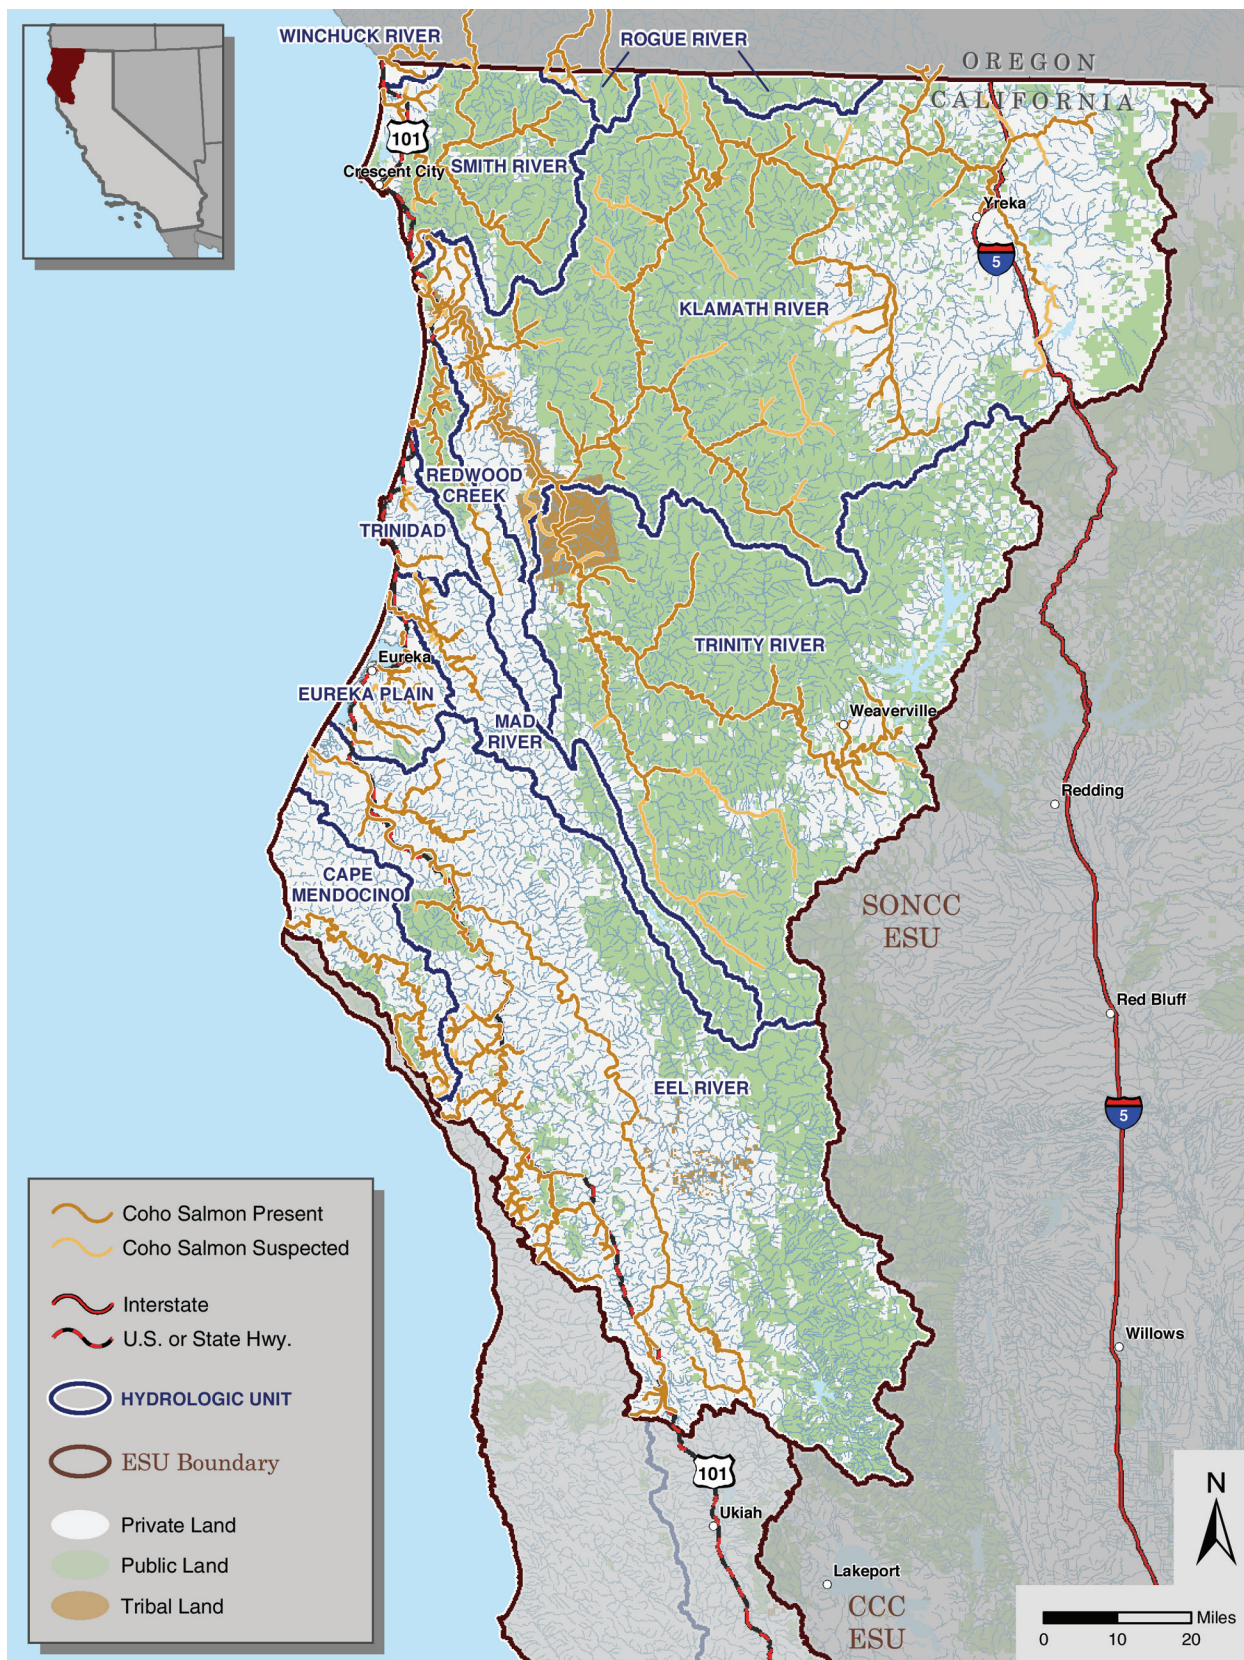 WINCHUCK RIVER
ROGUE RIVER
OREGON
CALIFORNIA
101
Crescent City
SMITH RIVER
Yreka
5
KLAMATH RIVER
REDWOOD
CREEK
TRINIDAD
TRINITY RIVER
Eureka
EUREKA PLAIN
Weaverville
MAD
RIVER
Redding
CAPE
MENDOCINO
SONCC
ESU
Red Bluff
EEL RIVER
5
Coho Salmon Present
Coho Salmon Suspected
Interstate
U.S. or State Hwy.
HYDROLOGIC UNIT
ESU Boundary
Private Land
Public Land
Tribal Land
Willows
101
Ukiah
Lakeport
CCC
ESU
N
Miles
0 10 20